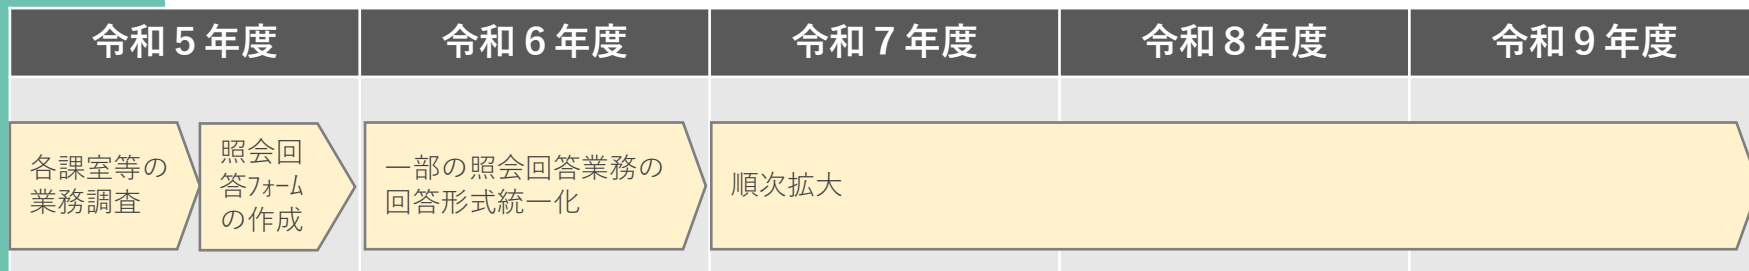 令和５年度
令和６年度
令和７年度
令和８年度
令和９年度
各課室等の
業務調査
照会回
答ﾌｫｰﾑ
の作成
一部の照会回答業務の
回答形式統一化
順次拡大